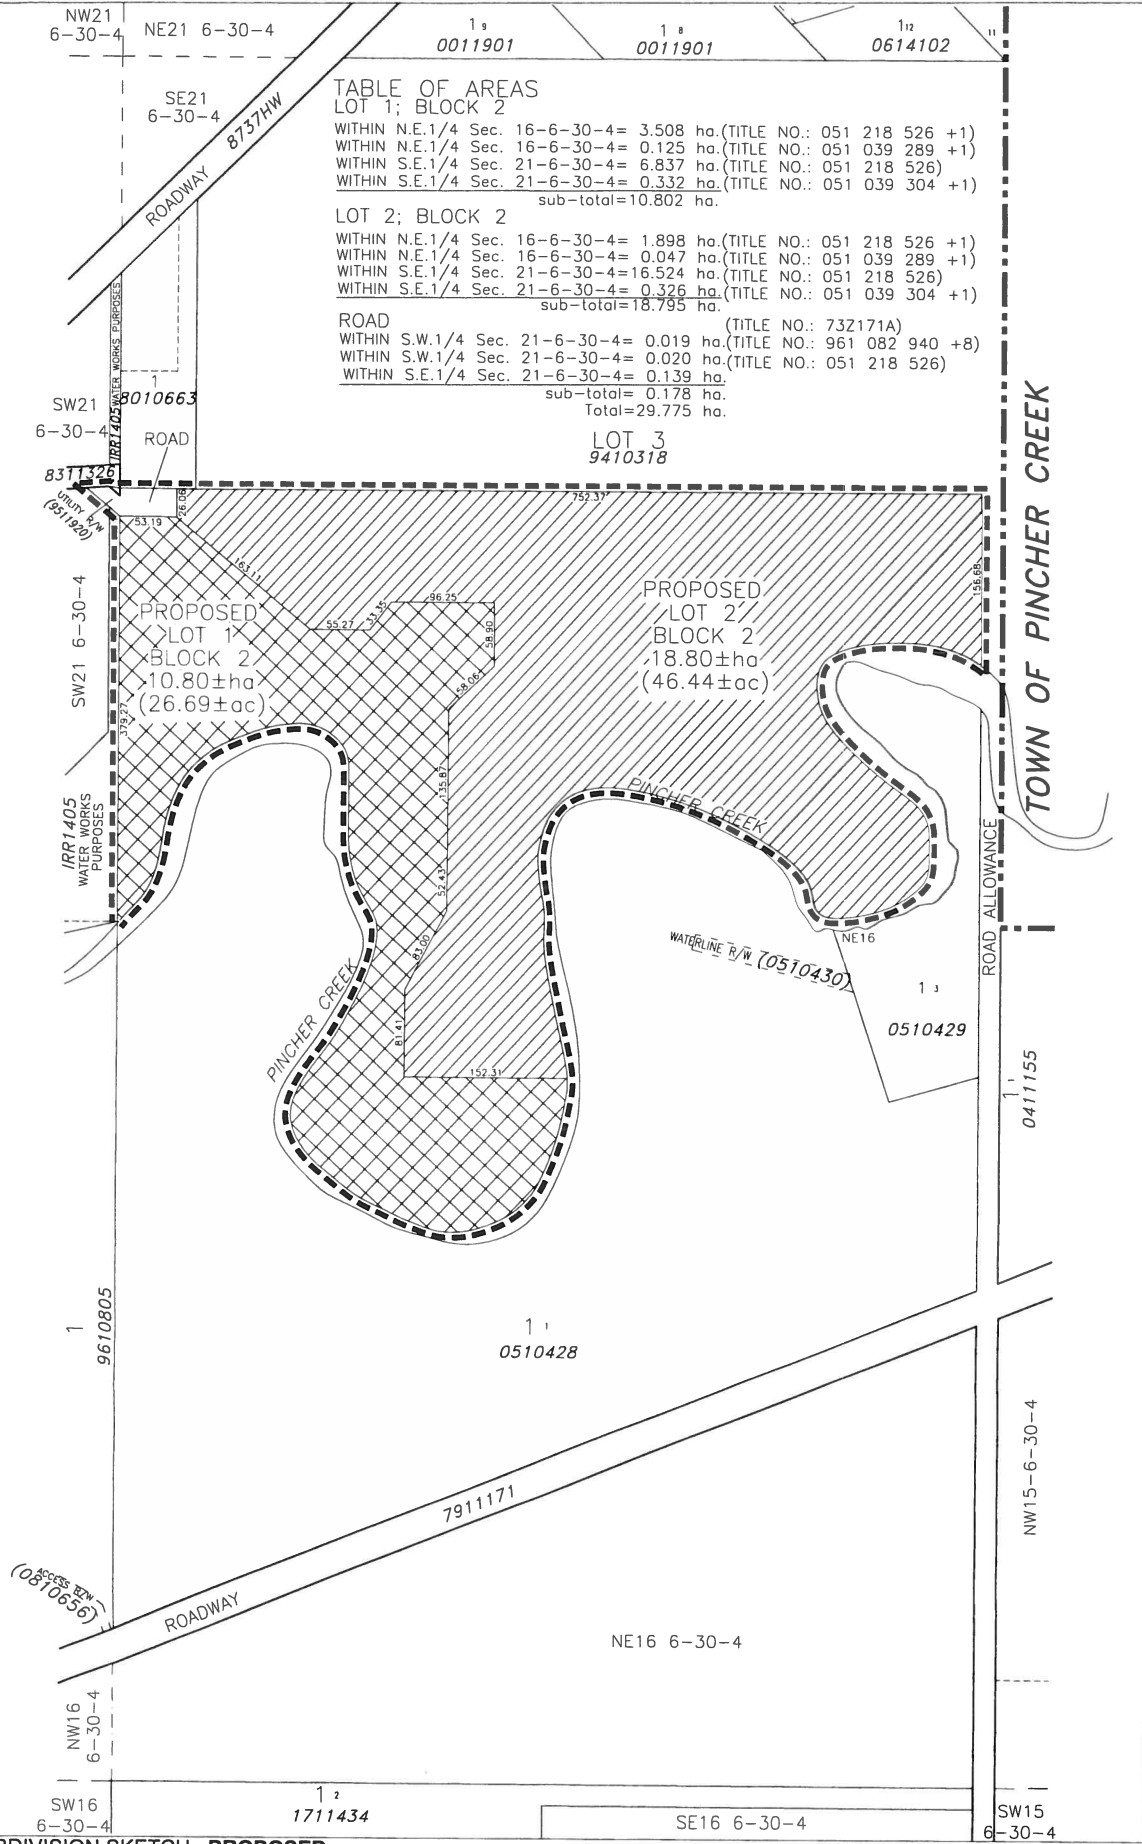 NW21
6-30-4
NE21 6-30-4
1 9
0011901
1 8
0011901
1 12
0614102
11
SE21
6-30-4
ROADWAY 8737HW
TABLE OF AREAS
LOT 1; BLOCK 2
WITHIN N.E.1/4 Sec. 16-6-30-4= 3.508 ha.(TITLE NO.: 051 218 526 +1)
WITHIN N.E.1/4 Sec. 16-6-30-4= 0.125 ha.(TITLE NO.: 051 039 289 +1)
WITHIN S.E.1/4 Sec. 21-6-30-4= 6.837 ha.(TITLE NO.: 051 218 526)
WITHIN S.E.1/4 Sec. 21-6-30-4= 0.332 ha.(TITLE NO.: 051 039 304 +1)
sub-total=10.802 ha.
LOT 2; BLOCK 2
WITHIN N.E.1/4 Sec. 16-6-30-4= 1.898 ha.(TITLE NO.: 051 218 526 +1)
WITHIN N.E.1/4 Sec. 16-6-30-4= 0.047 ha.(TITLE NO.: 051 039 289 +1)
WITHIN S.E.1/4 Sec. 21-6-30-4=16.524 ha.(TITLE NO.: 051 218 526)
WITHIN S.E.1/4 Sec. 21-6-30-4= 0.326 ha.(TITLE NO.: 051 039 304 +1)
sub-total=18.795 ha.
ROAD (TITLE NO.: 73Z171A)
WITHIN S.W.1/4 Sec. 21-6-30-4= 0.019 ha.(TITLE NO.: 961 082 940 +8)
WITHIN S.W.1/4 Sec. 21-6-30-4= 0.020 ha.(TITLE NO.: 051 218 526)
WITHIN S.E.1/4 Sec. 21-6-30-4= 0.139 ha.
sub-total= 0.178 ha.
Total=29.775 ha.
LOT 3
9410318
IRR1405 WATER WORKS PURPOSES
1
8010663
SW21
6-30-4
ROAD
8311326
UTILITY R/W
(9511920)
TOWN OF PINCHER CREEK
53.19
26.06
752.37
163.11
55.27
33.35
96.25
58.90
58.06
156.68
PROPOSED
LOT 1
BLOCK 2
10.80±ha
(26.69±ac)
PROPOSED
LOT 2
BLOCK 2
18.80±ha
(46.44±ac)
SW21 6-30-4
379.27
135.87
52.43
83.00
81.41
152.31
IRR1405
WATER WORKS
PURPOSES
PINCHER CREEK
PINCHER CREEK
ROAD ALLOWANCE
WATERLINE R/W (0510430)
NE16
1 3
0510429
1 1
0411155
1
9610805
1 1
0510428
7911171
ROADWAY
NW15-6-30-4
ACCESS R/W
(0810656)
NE16 6-30-4
NW16
6-30-4
SW16
6-30-4
1 2
1711434
SE16 6-30-4
SW15
6-30-4